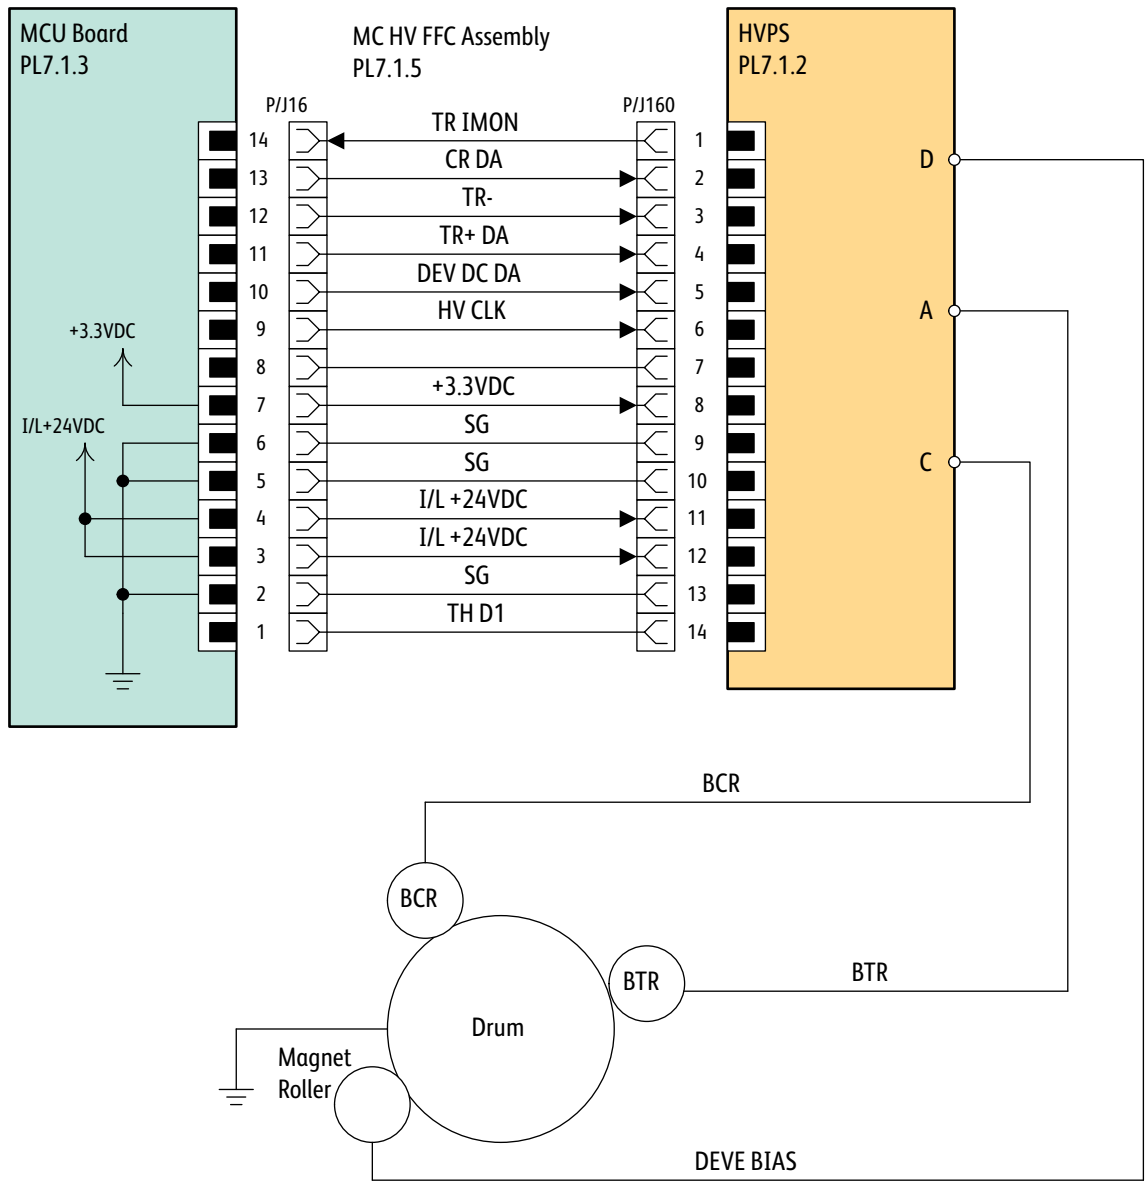 MCU Board
PL7.1.3
MC HV FFC Assembly
PL7.1.5
HVPS
PL7.1.2
P/J16
P/J160
14 TR IMON 1
13 CR DA 2
12 TR- 3
11 TR+ DA 4
10 DEV DC DA 5
9 HV CLK 6
8 7
7 +3.3VDC 8
6 SG 9
5 SG 10
4 I/L +24VDC 11
3 I/L +24VDC 12
2 SG 13
1 TH D1 14
+3.3VDC
I/L+24VDC
D
A
C
BCR
BCR
BTR
BTR
Drum
Magnet
Roller
DEVE BIAS